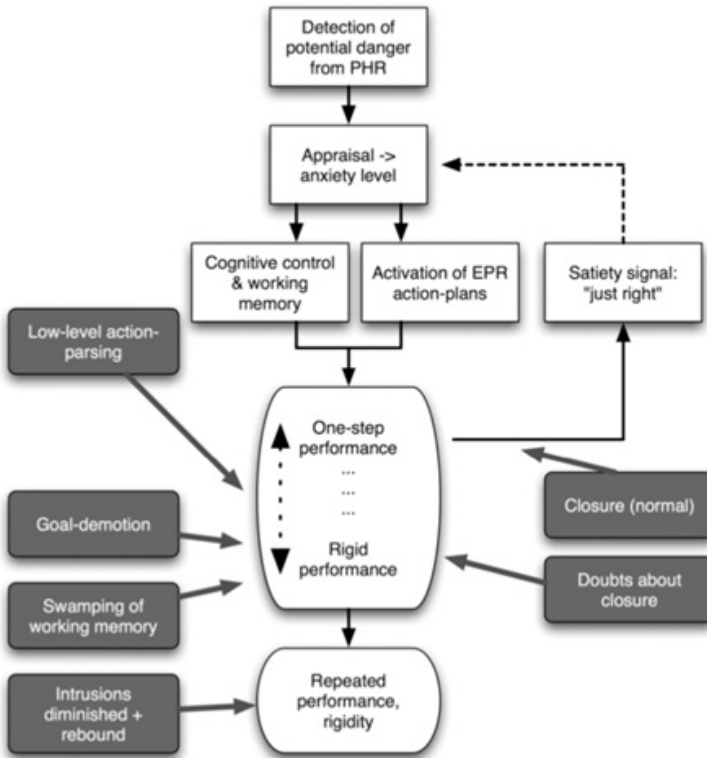 Detection of
potential danger
from PHR
Appraisal ->
anxiety level
Cognitive control
& working
memory
Activation of EPR
action-plans
Satiety signal:
"just right"
Low-level action-
parsing
One-step
performance
...
...
...
Rigid
performance
Goal-demotion
Swamping of
working memory
Closure (normal)
Doubts about
closure
Intrusions
diminished +
rebound
Repeated
performance,
rigidity